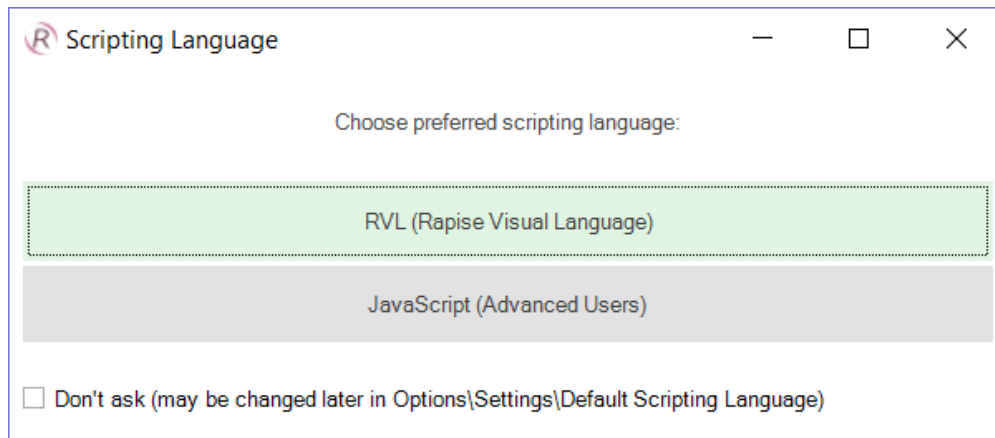 R Scripting Language
Choose preferred scripting language:
RVL (Rapise Visual Language)
JavaScript (Advanced Users)
Don't ask (may be changed later in Options\Settings\Default Scripting Language)